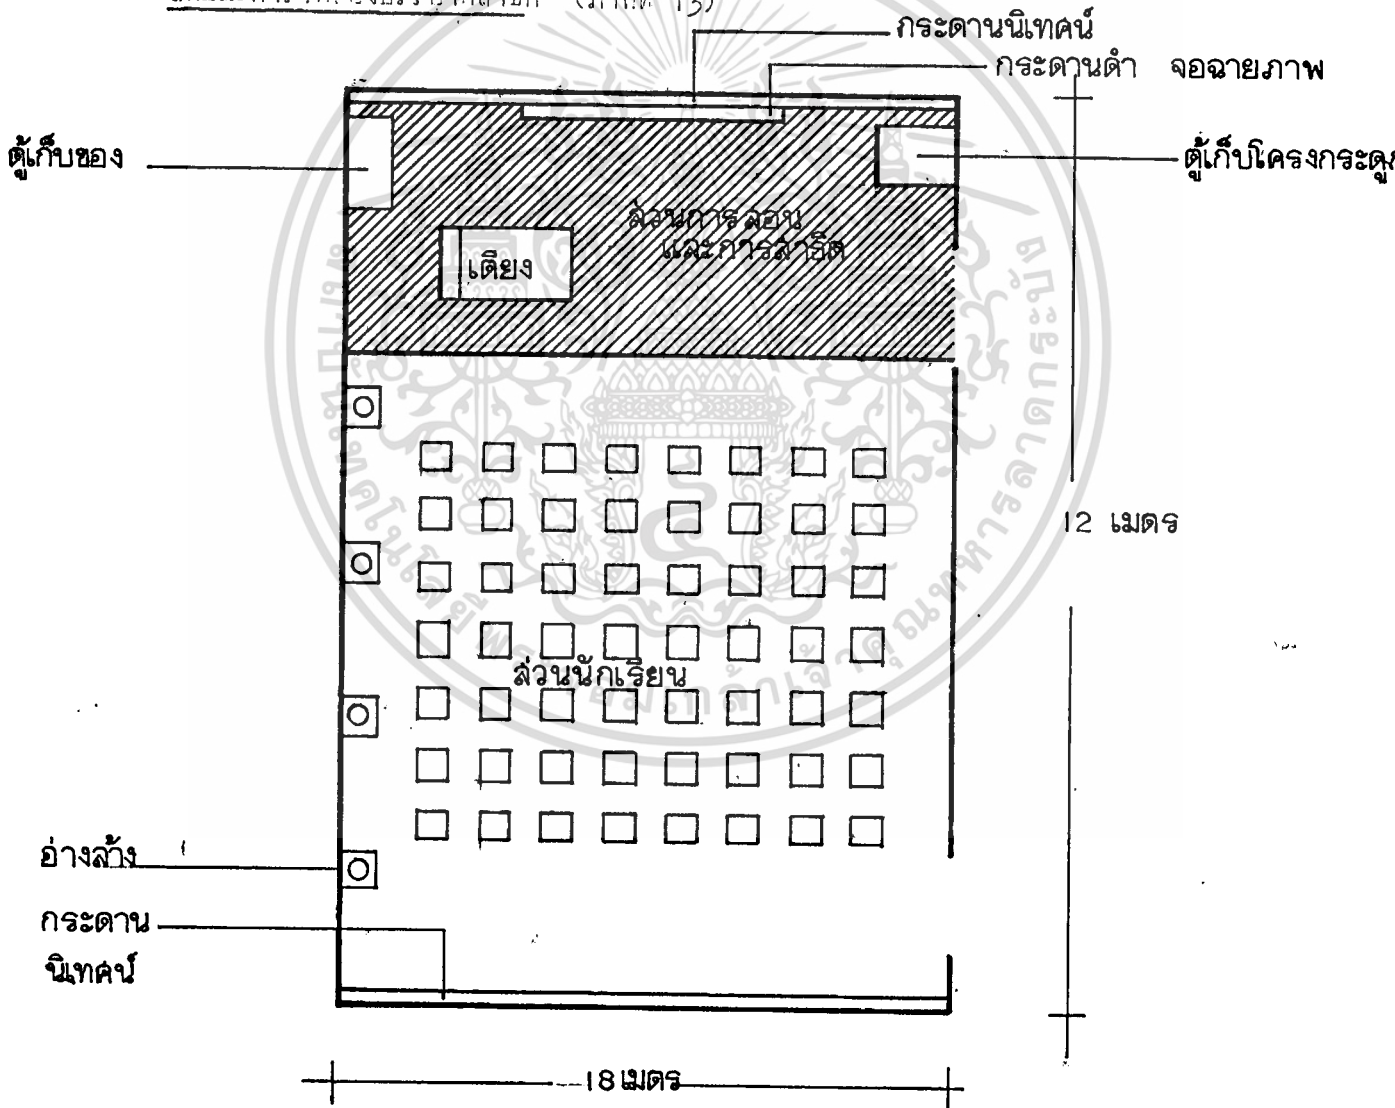 (ภาพที่ 13)
กระดานนิเทศน์
กระดานดำ จอฉายภาพ
ตู้เก็บของ
ตู้เก็บโครงกระดูก
ส่วนการสอน
และการสาธิต
เตียง
12 เมตร
ส่วนนักเรียน
อ่างล้าง
กระดาน
นิเทศน์
18 เมตร